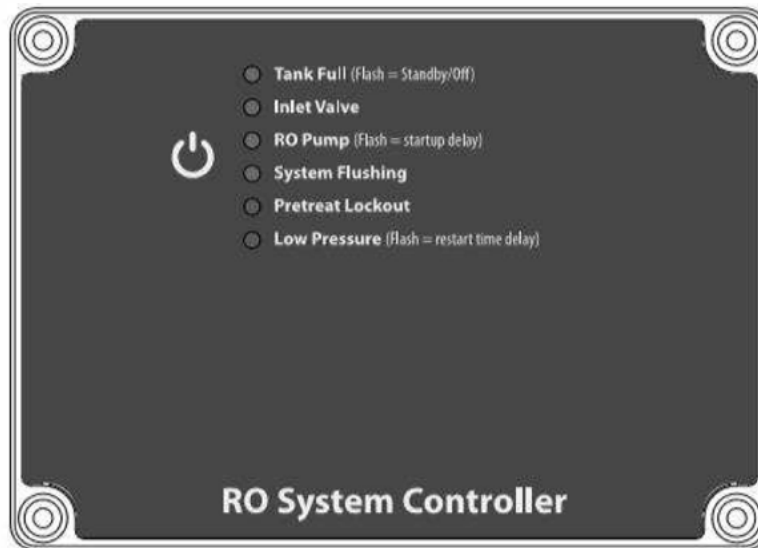 Tank Full (Flash = Standby/Off)
Inlet Valve
RO Pump (Flash = startup delay)
System Flushing
Pretreat Lockout
Low Pressure (Flash = restart time delay)
RO System Controller